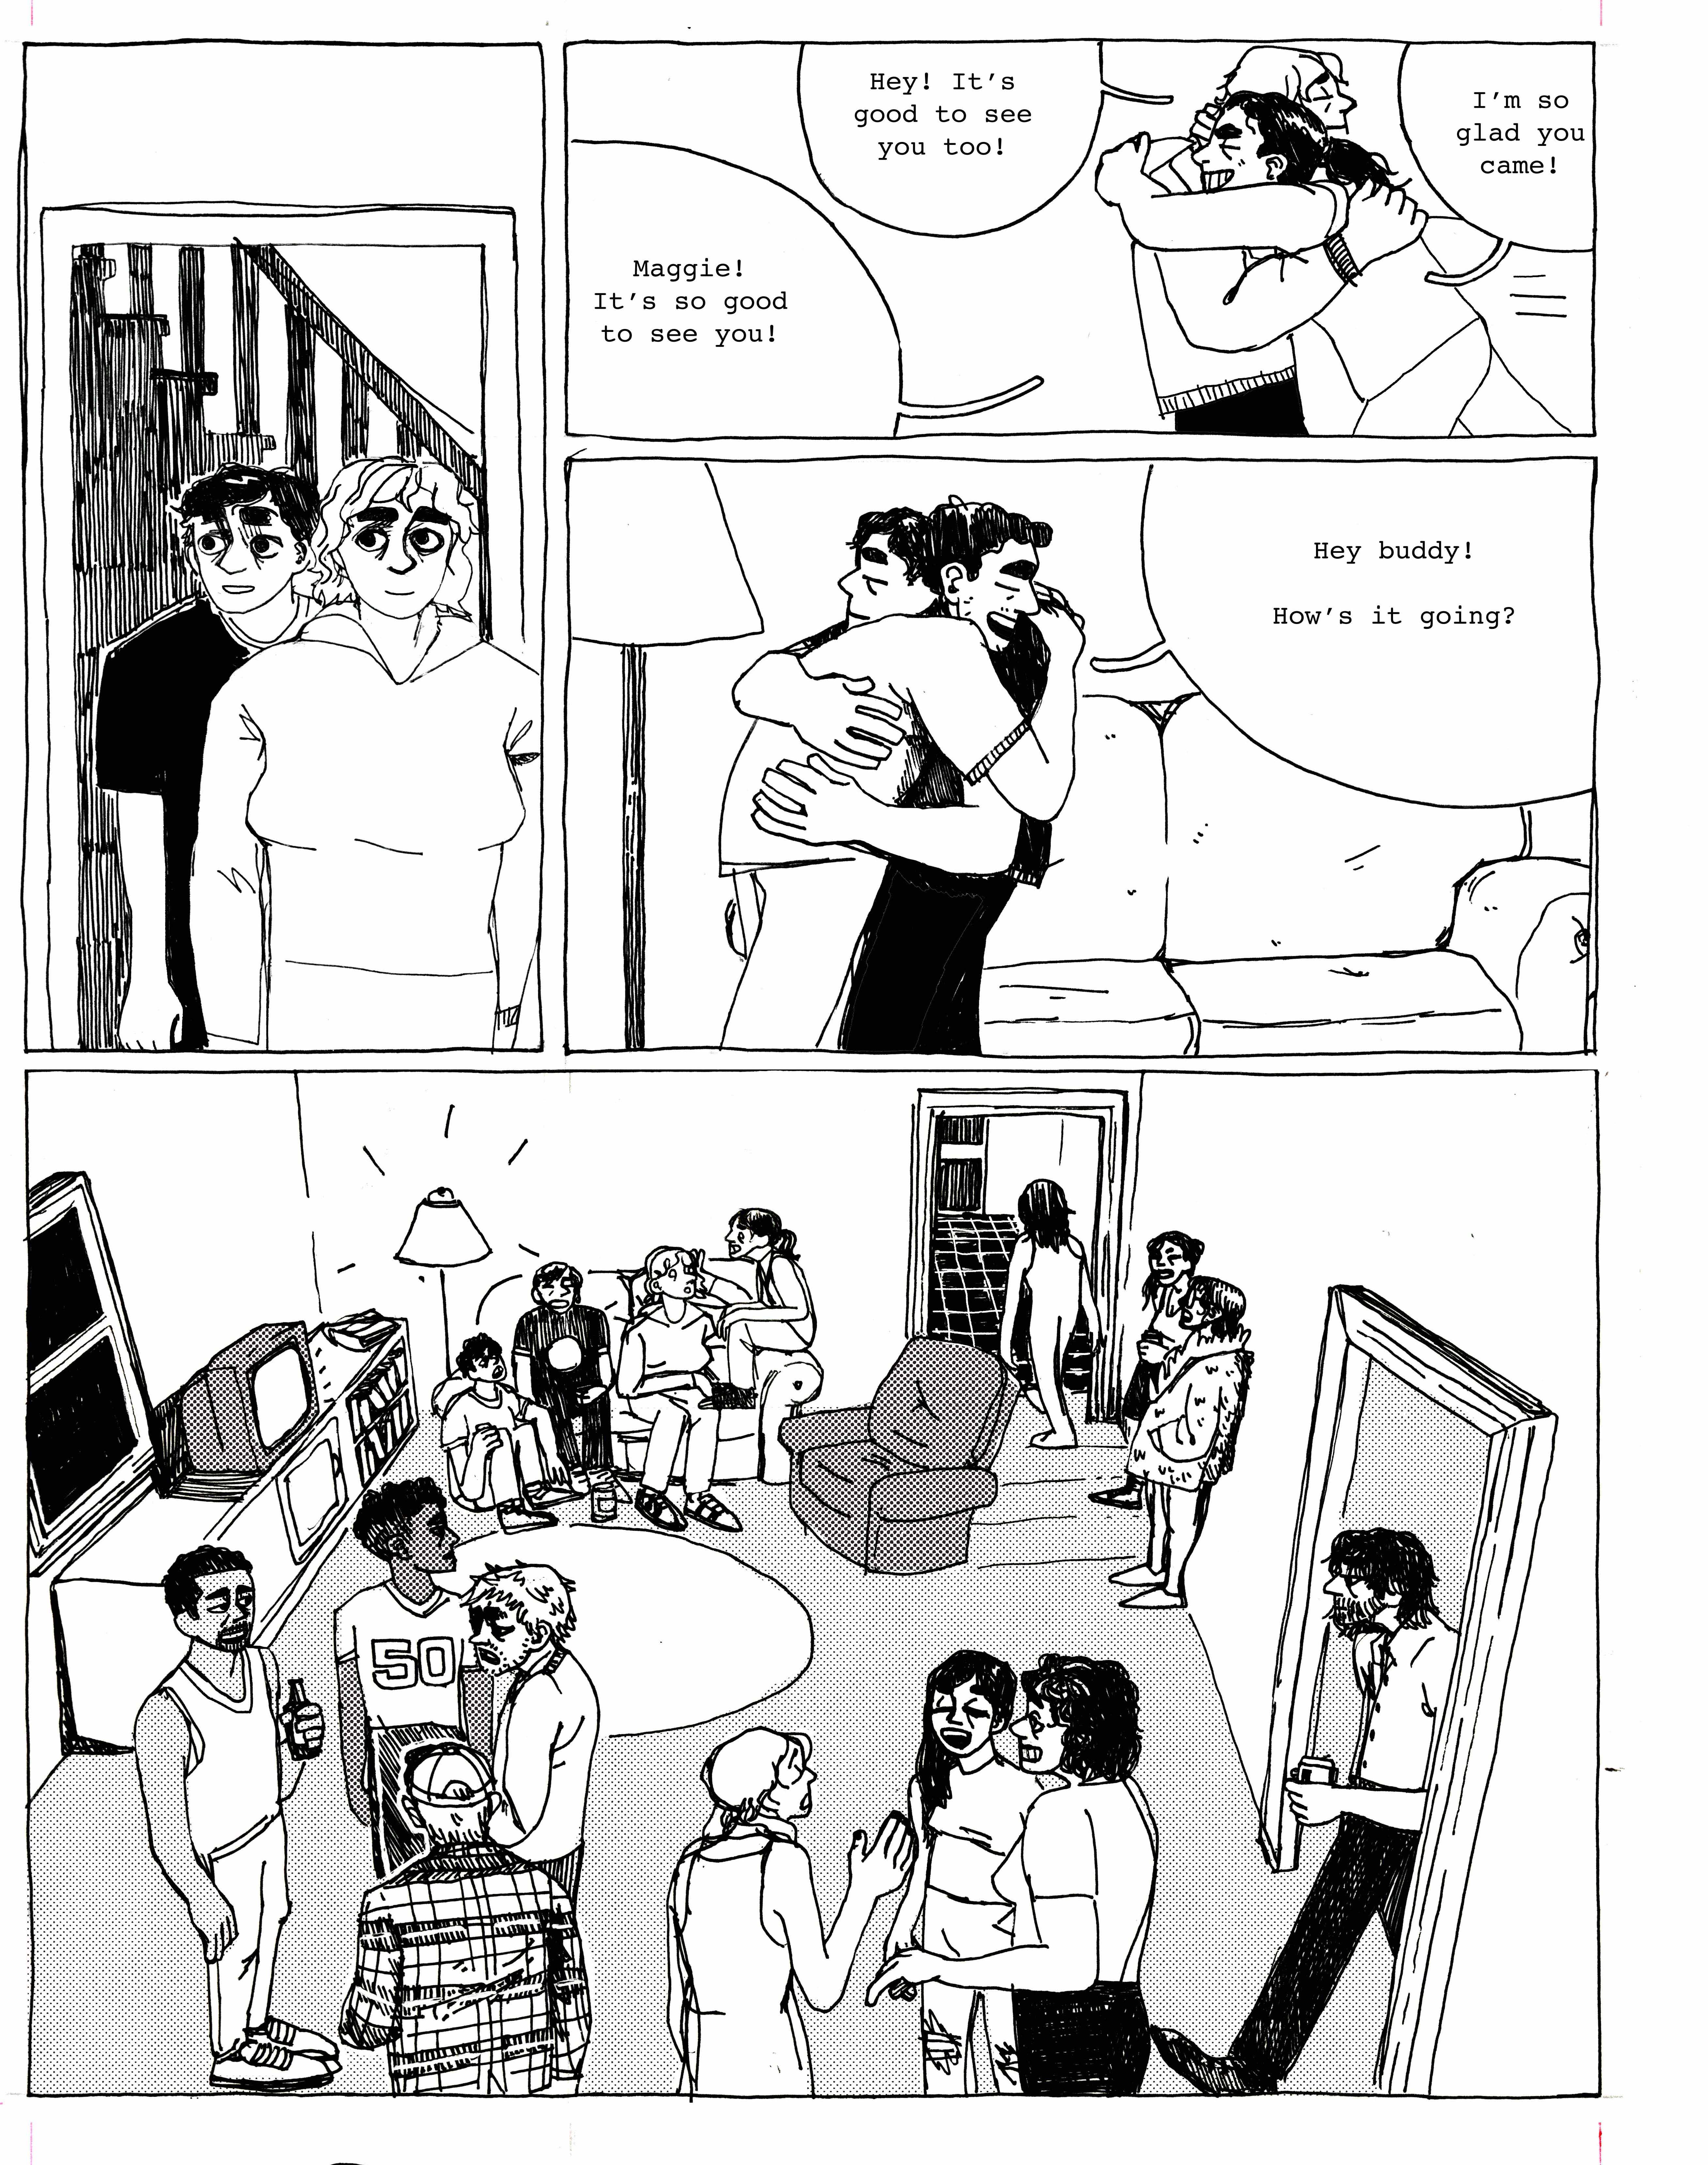 Maggie!
It's so good
to see you!
Hey! It's
good to see
you too!
I'm so
glad you
came!
Hey buddy!
How's it going?
50